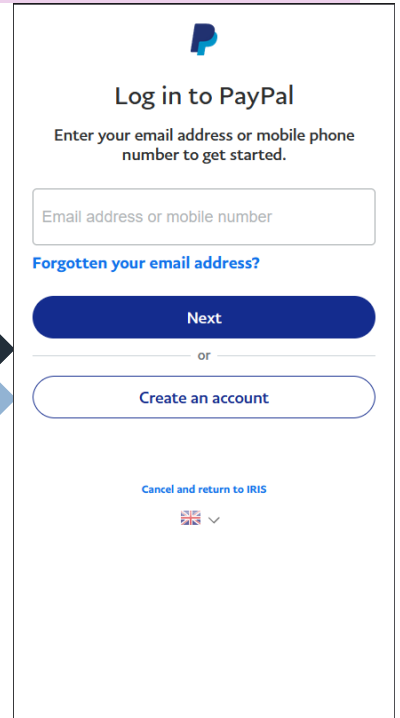 Log in to PayPal
Enter your email address or mobile phone
number to get started.
Email address or mobile number
Forgotten your email address?
Next
or
Create an account
Cancel and return to IRIS